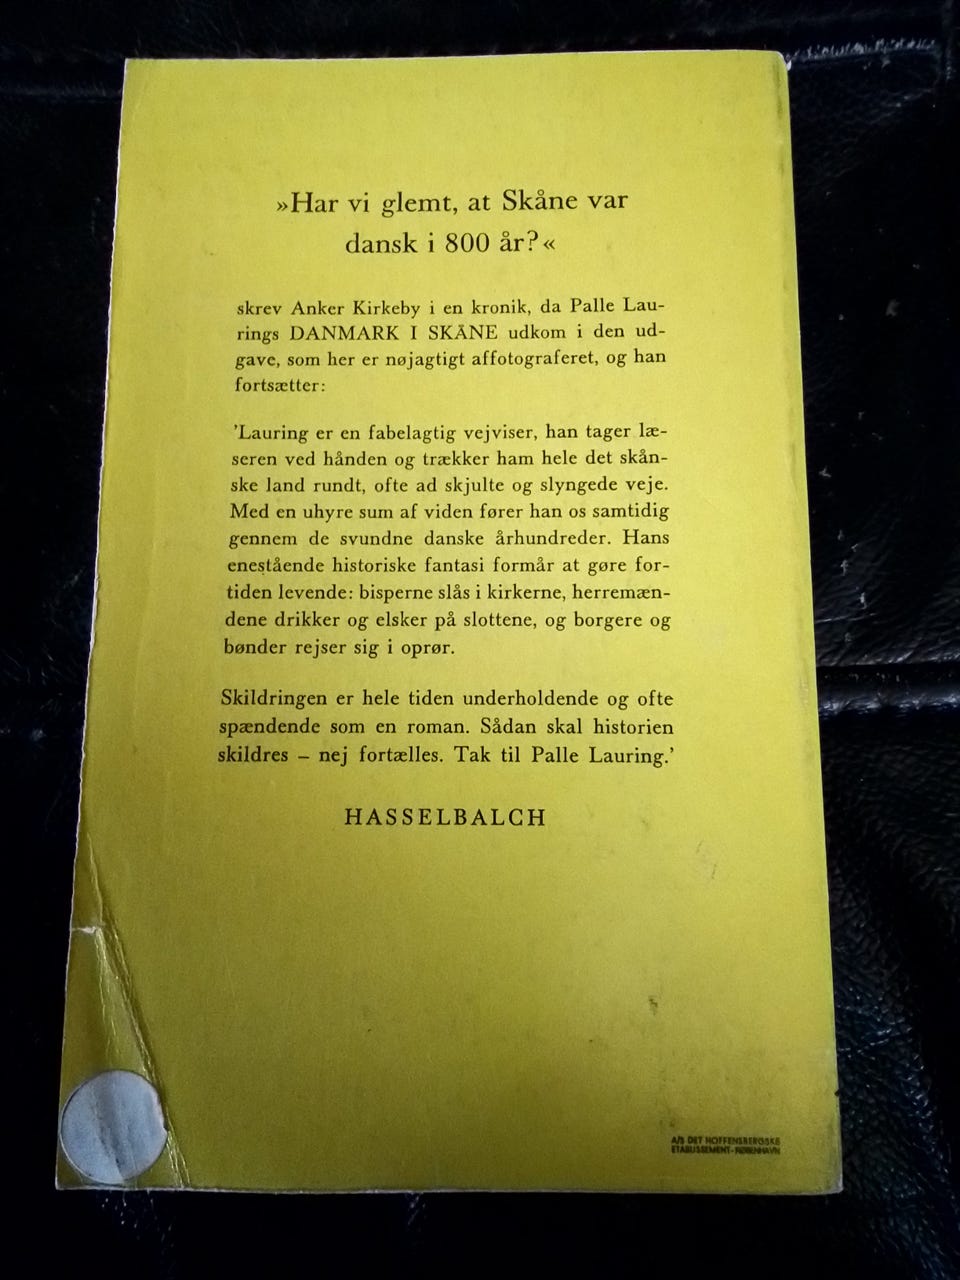 »Har vi glemt, at Skåne var
dansk i 800 år?«
skrev Anker Kirkeby i en kronik, da Palle Lau-
rings DANMARK I SKÅNE udkom i den ud-
gave, som her er nøjagtigt affotograferet, og han
fortsætter:
'Lauring er en fabelagtig vejviser, han tager læ-
seren ved hånden og trækker ham hele det skån-
ske land rundt, ofte ad skjulte og slyngede veje.
Med en uhyre sum af viden fører han os samtidig
gennem de svundne danske århundreder. Hans
enestående historiske fantasi formår at gøre for-
tiden levende: bisperne slås i kirkerne, herremæn-
dene drikker og elsker på slottene, og borgere og
bønder rejser sig i oprør.
Skildringen er hele tiden underholdende og ofte
spændende som en roman. Sådan skal historien
skildres – nej fortælles. Tak til Palle Lauring.'
HASSELBALCH
A/S DET HOFFENSBERGSKE
ETABLISSEMENT-KØBENHAVN